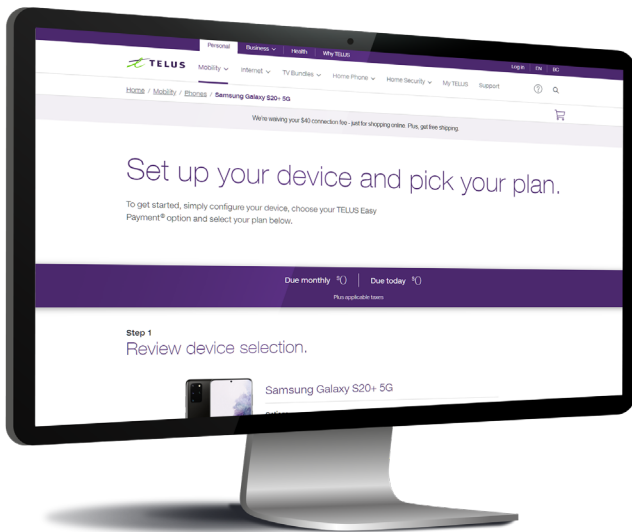 Personal Business Health Why TELUS Log in EN BC
TELUS Mobility Internet TV Bundles Home Phone Home Security My TELUS Support
Home / Mobility / Phones / Samsung Galaxy S20+ 5G
We're waiving your $40 connection fee - just for shopping online. Plus, get free shipping.
Set up your device and pick your plan.
To get started, simply configure your device, choose your TELUS Easy
Payment® option and select your plan below.
Due monthly $0 Due today $0
Plus applicable taxes
Step 1
Review device selection.
Samsung Galaxy S20+ 5G